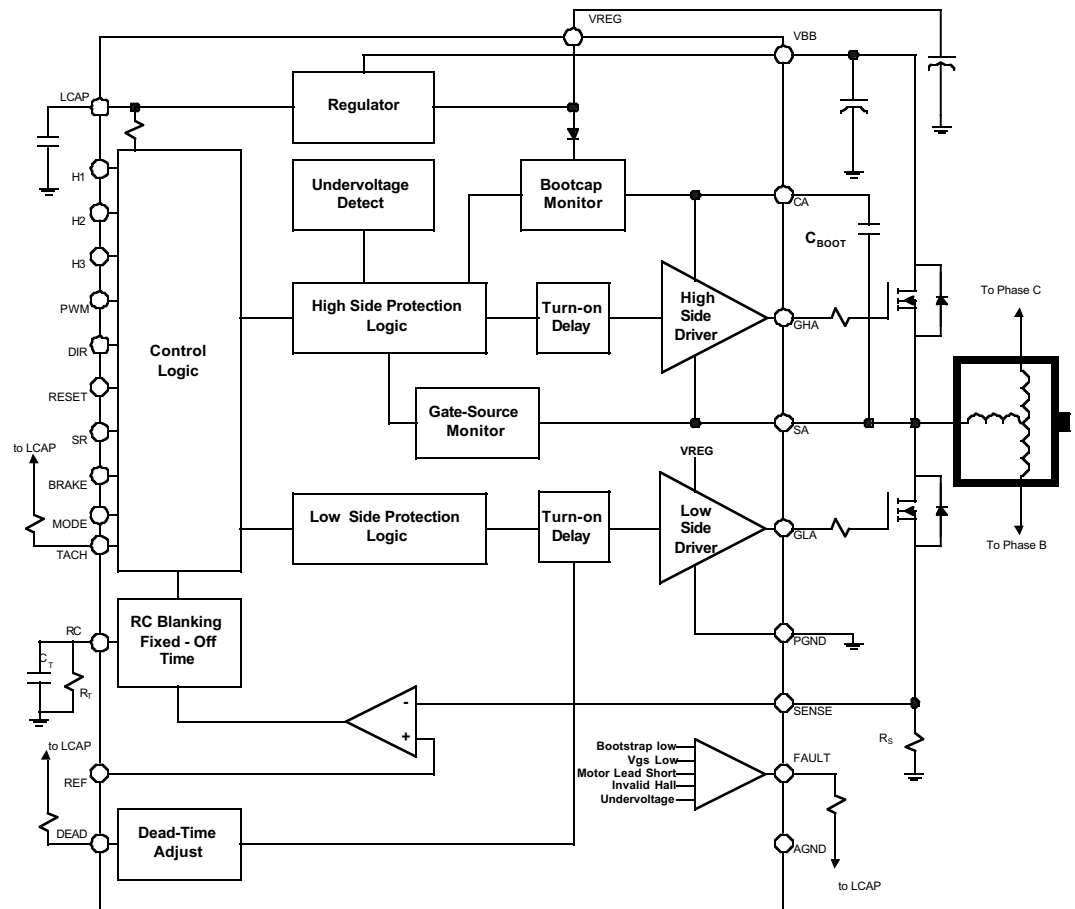 VREG
VBB
LCAP
Regulator
H1
Undervoltage
Detect
Bootcap
Monitor
CA
H2
C_BOOT
H3
High Side Protection
Logic
Turn-on
Delay
High
Side
Driver
GHA
To Phase C
PWM
DIR
Control
Logic
RESET
Gate-Source
Monitor
SR
SA
to LCAP
VREG
BRAKE
MODE
Low Side Protection
Logic
Turn-on
Delay
Low
Side
Driver
GLA
TACH
To Phase B
RC
RC Blanking
Fixed - Off
Time
PGND
C_T
R_T
SENSE
to LCAP
R_S
Bootstrap low
Vgs Low
Motor Lead Short
Invalid Hall
Undervoltage
FAULT
REF
DEAD
Dead-Time
Adjust
AGND
to LCAP